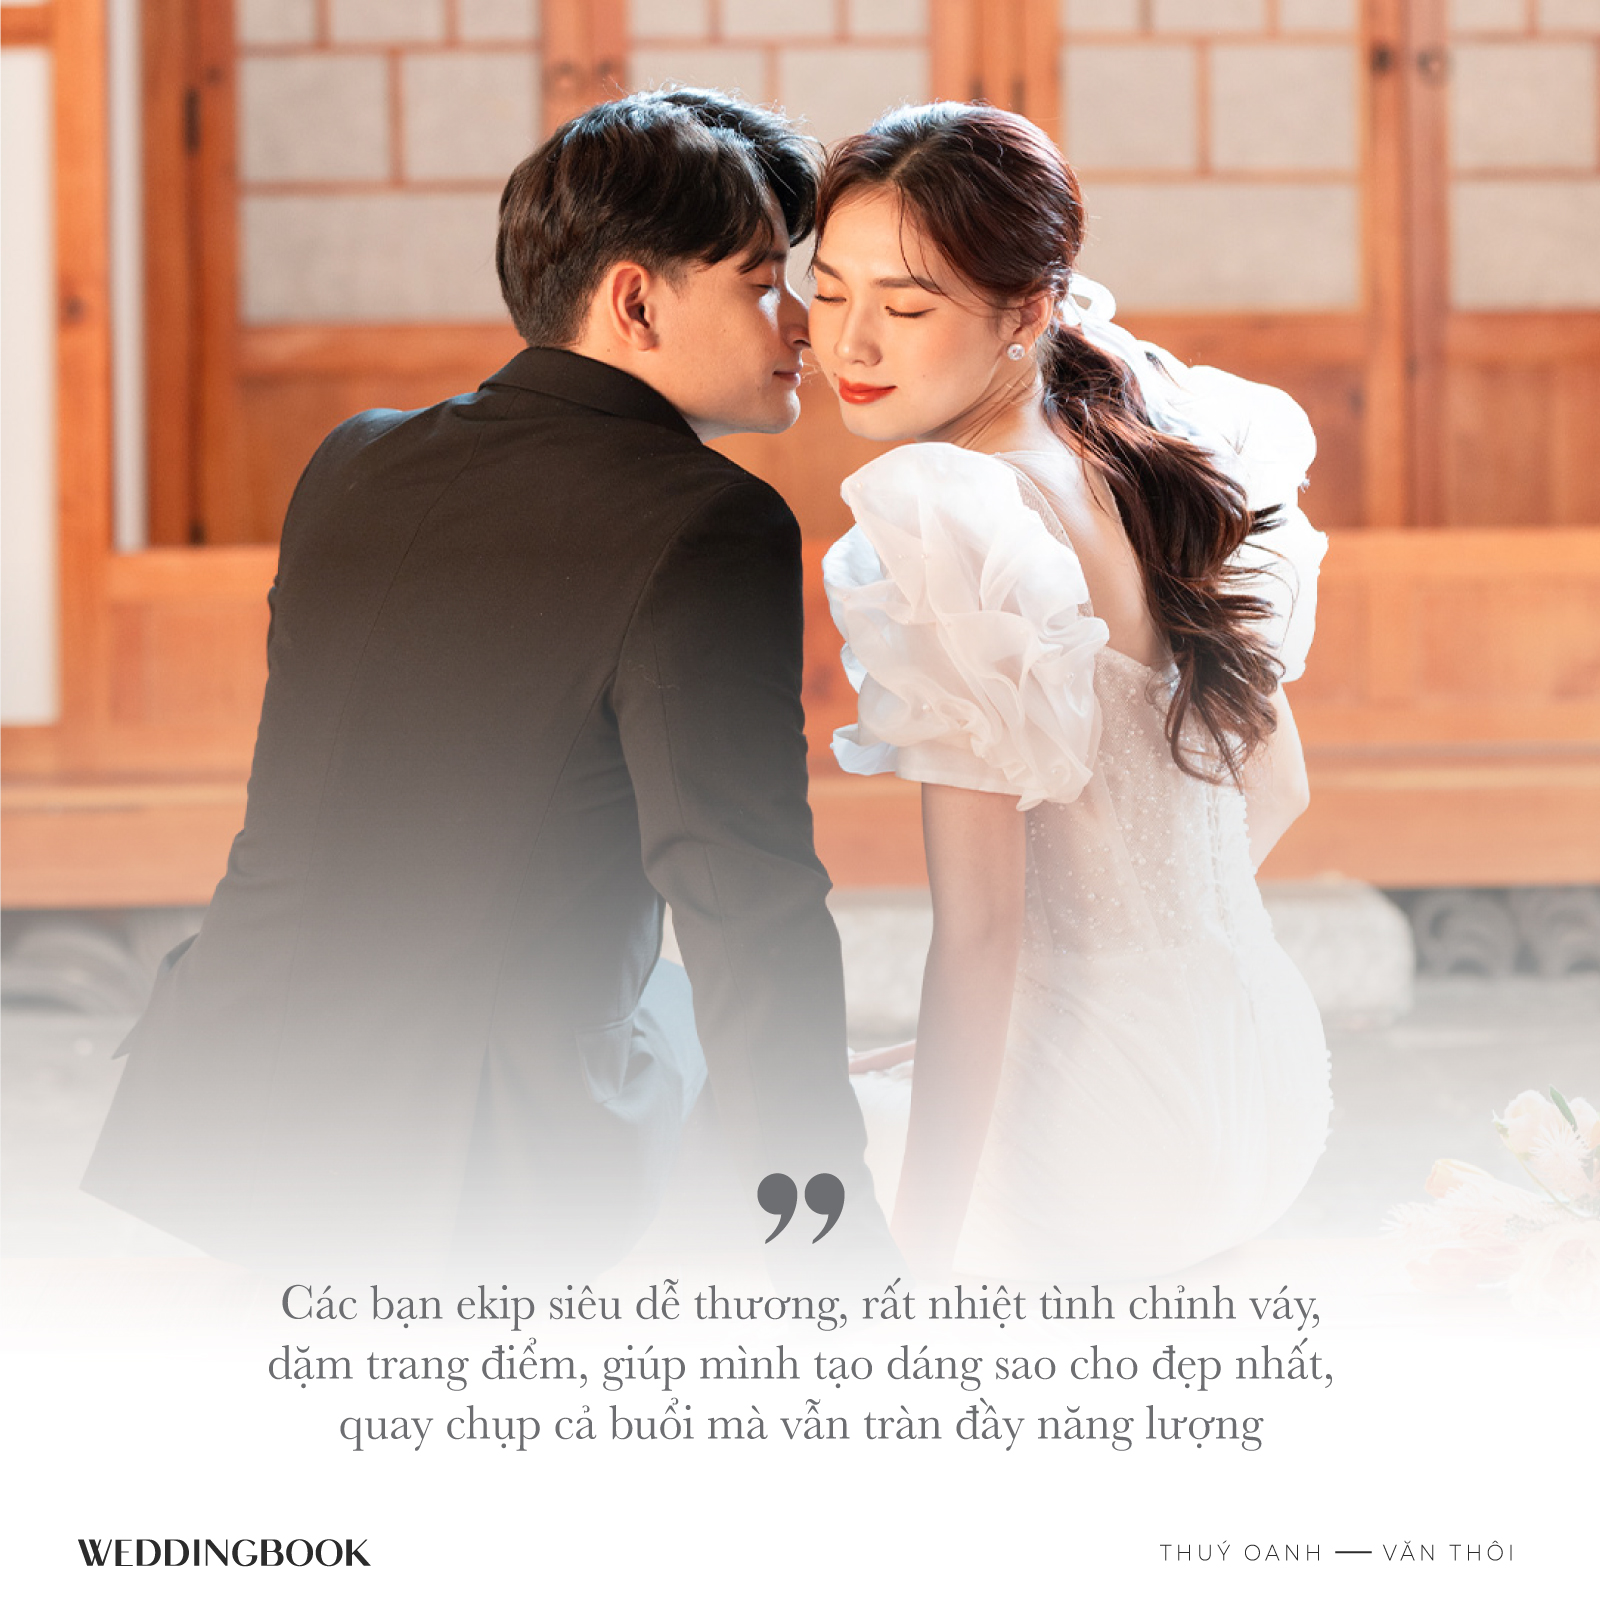 ”
Các bạn ekip siêu dễ thương, rất nhiệt tình chỉnh váy,
dặm trang điểm, giúp mình tạo dáng sao cho đẹp nhất,
quay chụp cả buổi mà vẫn tràn đầy năng lượng
WEDDINGBOOK
THUÝ OANH — VĂN THÔI